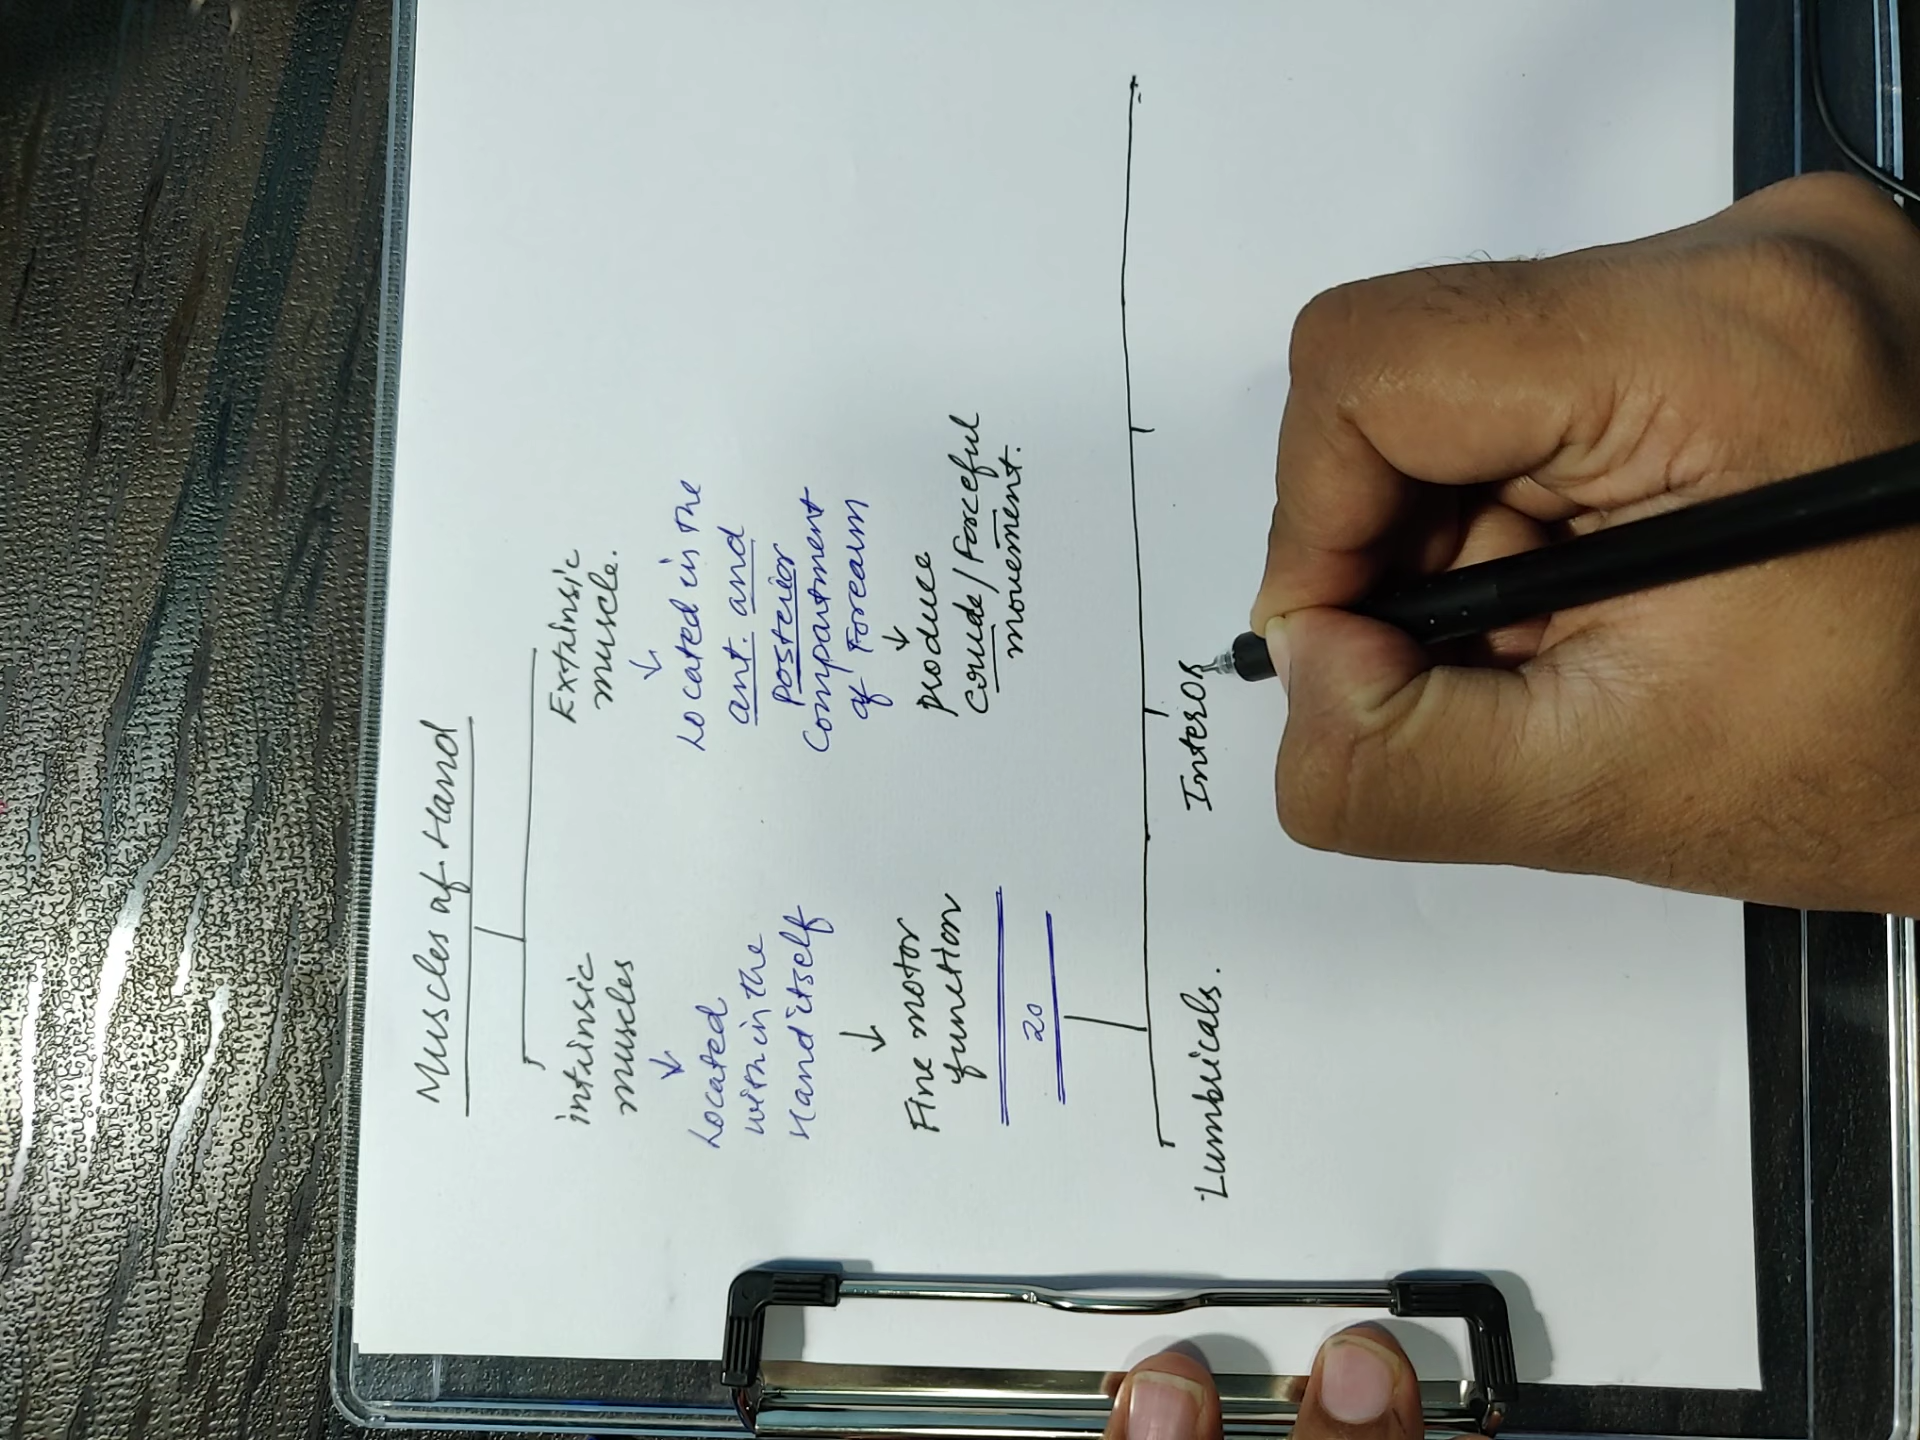 Muscles of Hand
intrinsic
muscles
Located
within the
Hand itself
Fine motor
function
20
Extrinsic
muscle.
Located in the
ant. and
Posterior
Compartment
of Forearm
produce
Crude/Forceful
movement.
Lumbricals.
Interos